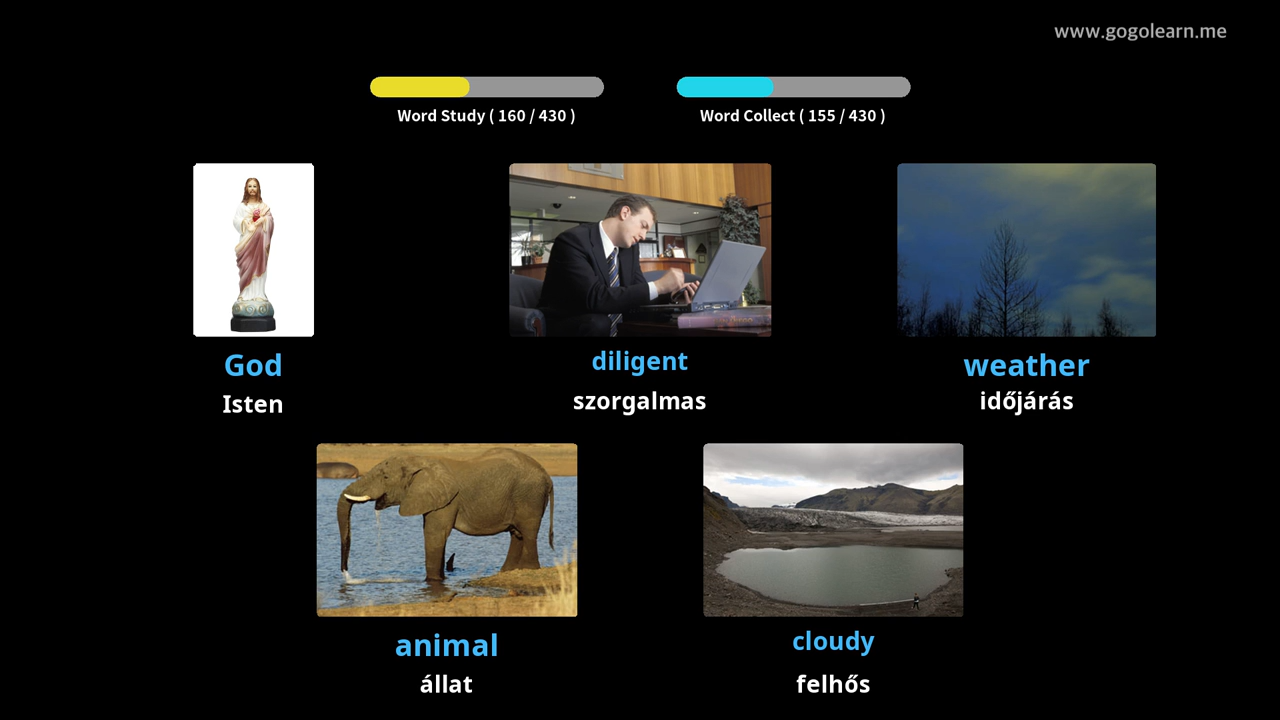 www.gogolearn.me
Word Study ( 160 / 430 )
Word Collect ( 155 / 430 )
God
Isten
diligent
szorgalmas
weather
időjárás
animal
állat
cloudy
felhős